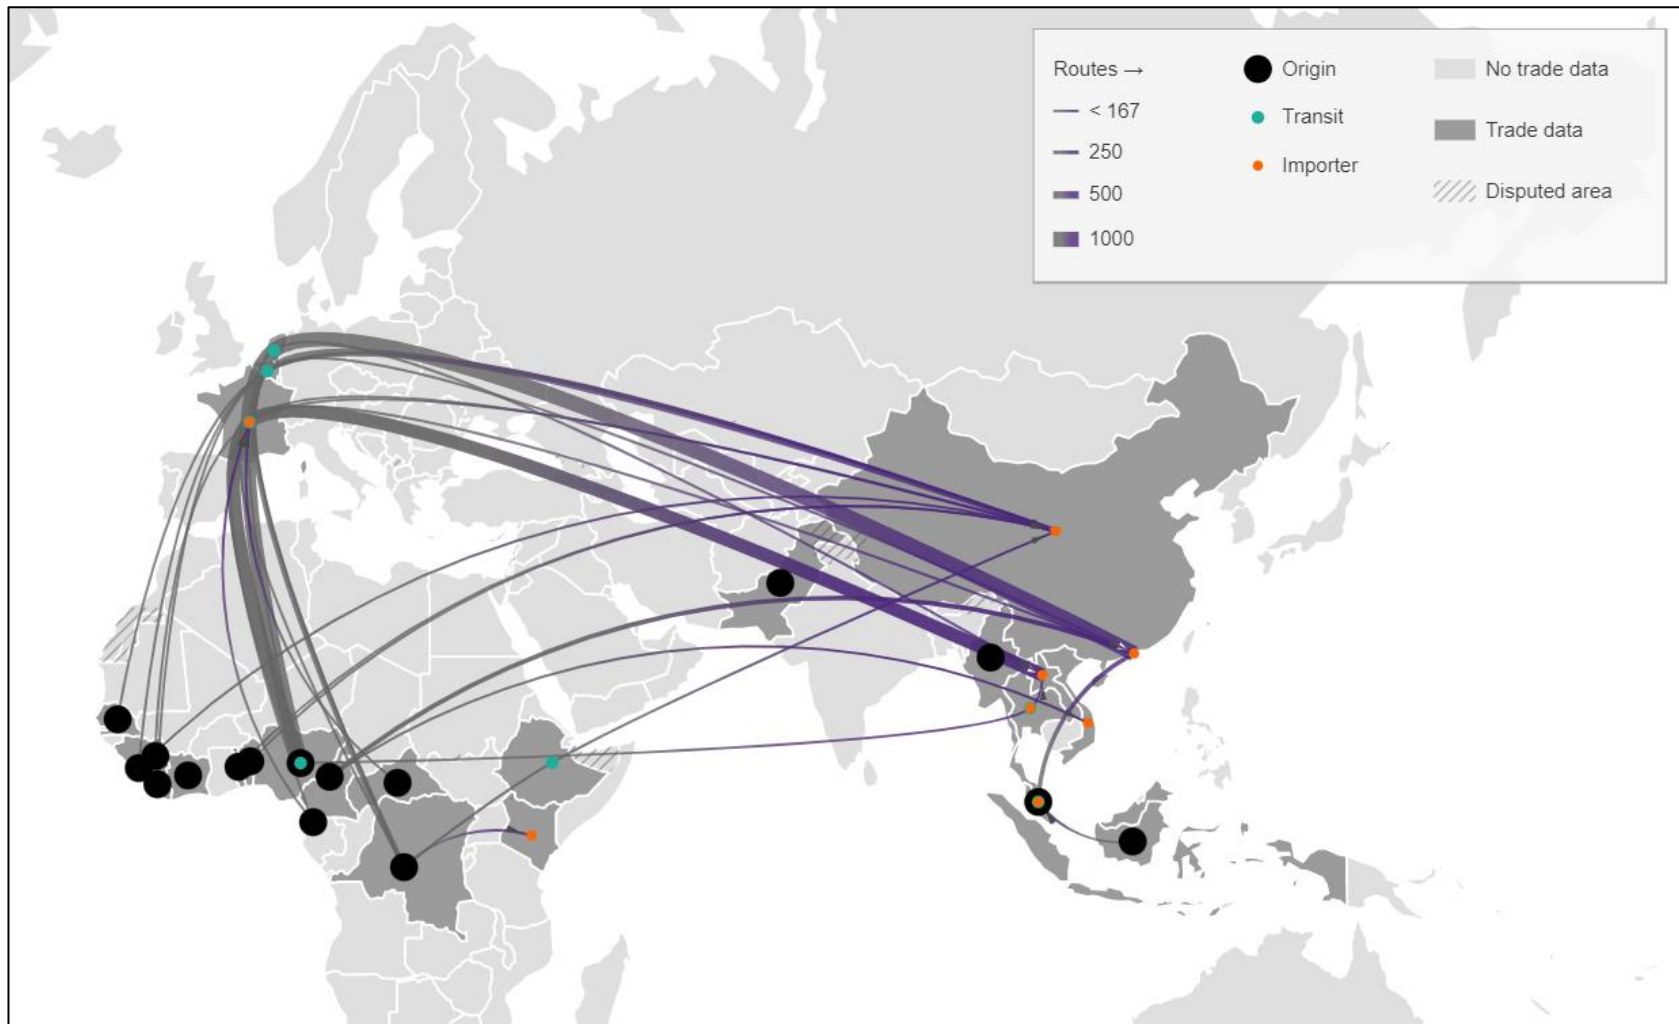 Routes →
< 167
250
500
1000
Origin
Transit
Importer
No trade data
Trade data
Disputed area